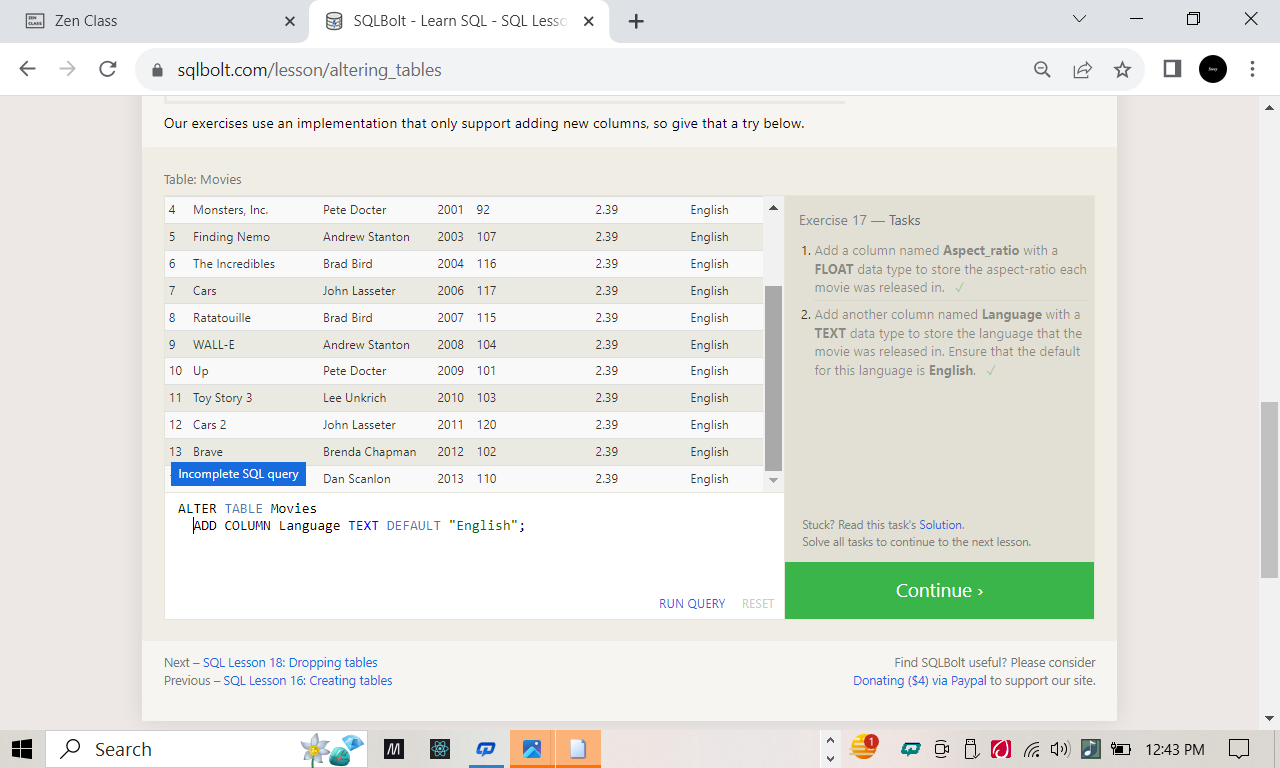 Zen Class
SQLBolt - Learn SQL - SQL Lesso
sqlbolt.com/lesson/altering_tables
Our exercises use an implementation that only support adding new columns, so give that a try below.
Table: Movies
4 Monsters, Inc. Pete Docter 2001 92 2.39 English
5 Finding Nemo Andrew Stanton 2003 107 2.39 English
6 The Incredibles Brad Bird 2004 116 2.39 English
7 Cars John Lasseter 2006 117 2.39 English
8 Ratatouille Brad Bird 2007 115 2.39 English
9 WALL-E Andrew Stanton 2008 104 2.39 English
10 Up Pete Docter 2009 101 2.39 English
11 Toy Story 3 Lee Unkrich 2010 103 2.39 English
12 Cars 2 John Lasseter 2011 120 2.39 English
13 Brave Brenda Chapman 2012 102 2.39 English
Dan Scanlon 2013 110 2.39 English
Incomplete SQL query
ALTER TABLE Movies
ADD COLUMN Language TEXT DEFAULT "English";
RUN QUERY RESET
Exercise 17 — Tasks
1. Add a column named Aspect_ratio with a
FLOAT data type to store the aspect-ratio each
movie was released in. ✓
2. Add another column named Language with a
TEXT data type to store the language that the
movie was released in. Ensure that the default
for this language is English. ✓
Stuck? Read this task's Solution.
Solve all tasks to continue to the next lesson.
Continue ›
Next – SQL Lesson 18: Dropping tables
Previous – SQL Lesson 16: Creating tables
Find SQLBolt useful? Please consider
Donating ($4) via Paypal to support our site.
Search
1
12:43 PM